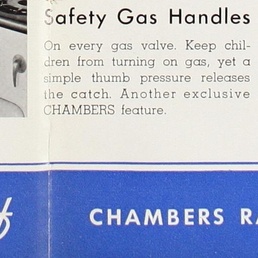 Safety Gas Handles
On every gas valve. Keep chil-
dren from turning on gas, yet a
simple thumb pressure releases
the catch. Another exclusive
CHAMBERS feature.
CHAMBERS